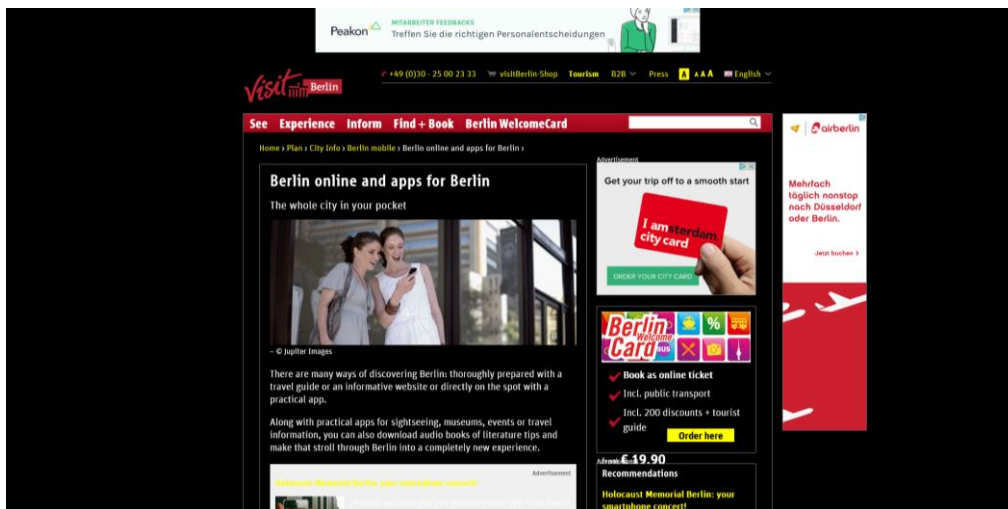 Peakon
MITARBEITER FEEDBACKS
Treffen Sie die richtigen Personalentscheidungen
Visit Berlin
+49 (0)30 - 25 00 23 33 visitBerlin-Shop Tourism B2B Press A A A A English
See Experience Inform Find + Book Berlin WelcomeCard
Home › Plan › City Info › Berlin mobile › Berlin online and apps for Berlin ›
Berlin online and apps for Berlin
The whole city in your pocket
– © Jupiter Images
There are many ways of discovering Berlin: thoroughly prepared with a
travel guide or an informative website or directly on the spot with a
practical app.
Along with practical apps for sightseeing, museums, events or travel
information, you can also download audio books of literature tips and
make that stroll through Berlin into a completely new experience.
Advertisement
Holocaust Memorial Berlin: your smartphone concert!
Advertisement
Get your trip off to a smooth start
I amsterdam
city card
ORDER YOUR CITY CARD
Berlin
Welcome
Card
%
BUS
Book as online ticket
Incl. public transport
Incl. 200 discounts + tourist
guide
Order here
from € 19.90
Recommendations
Holocaust Memorial Berlin: your
smartphone concert!
airberlin
Mehrfach
täglich nonstop
nach Düsseldorf
oder Berlin.
Jetzt buchen >